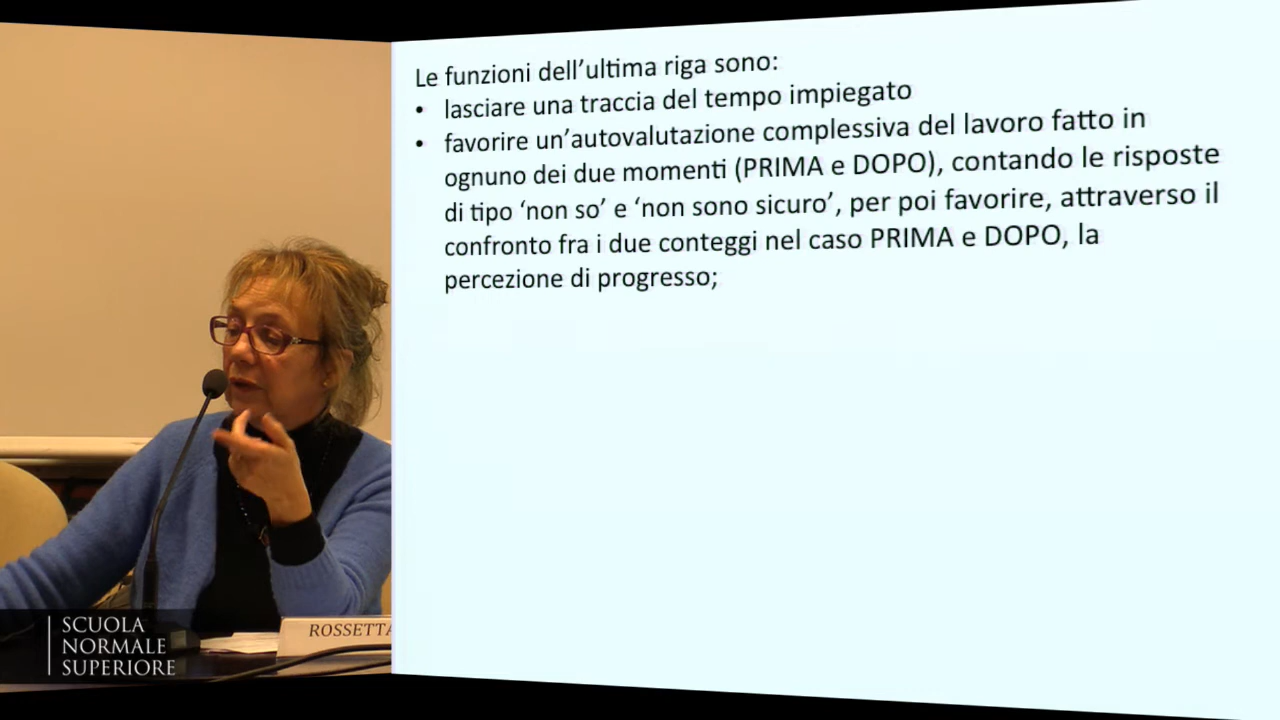 Le funzioni dell'ultima riga sono:
• lasciare una traccia del tempo impiegato
• favorire un'autovalutazione complessiva del lavoro fatto in
ognuno dei due momenti (PRIMA e DOPO), contando le risposte
di tipo 'non so' e 'non sono sicuro', per poi favorire, attraverso il
confronto fra i due conteggi nel caso PRIMA e DOPO, la
percezione di progresso;
SCUOLA
NORMALE
SUPERIORE
ROSSETTA